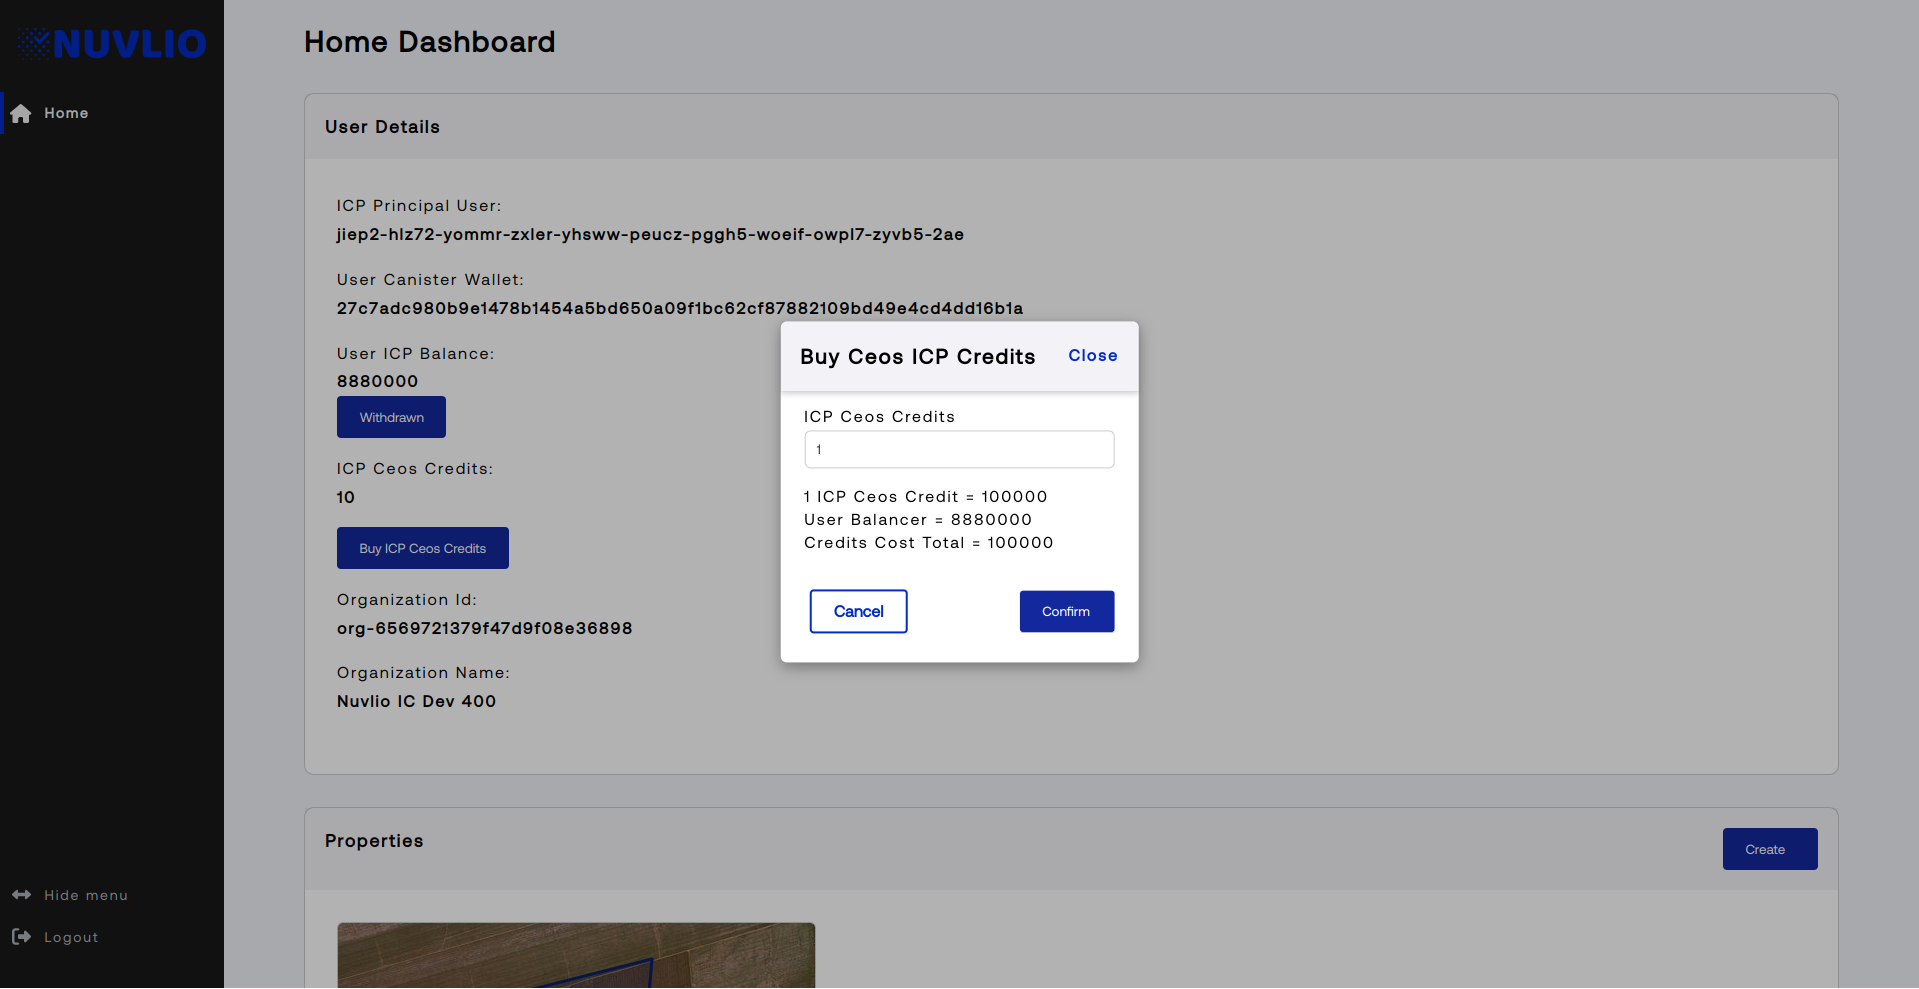 NUVLIO
Home
Hide menu
Logout
Home Dashboard
User Details
ICP Principal User:
jiep2-hlz72-yommr-zxler-yhsww-peucz-pggh5-woeif-owpl7-zyvb5-2ae
User Canister Wallet:
27c7adc980b9e1478b1454a5bd650a09f1bc62cf87882109bd49e4cd4dd16b1a
User ICP Balance:
8880000
Withdrawn
ICP Ceos Credits:
10
Buy ICP Ceos Credits
Organization Id:
org-6569721379f47d9f08e36898
Organization Name:
Nuvlio IC Dev 400
Buy Ceos ICP Credits
Close
ICP Ceos Credits
1
1 ICP Ceos Credit = 100000
User Balancer = 8880000
Credits Cost Total = 100000
Cancel
Confirm
Properties
Create